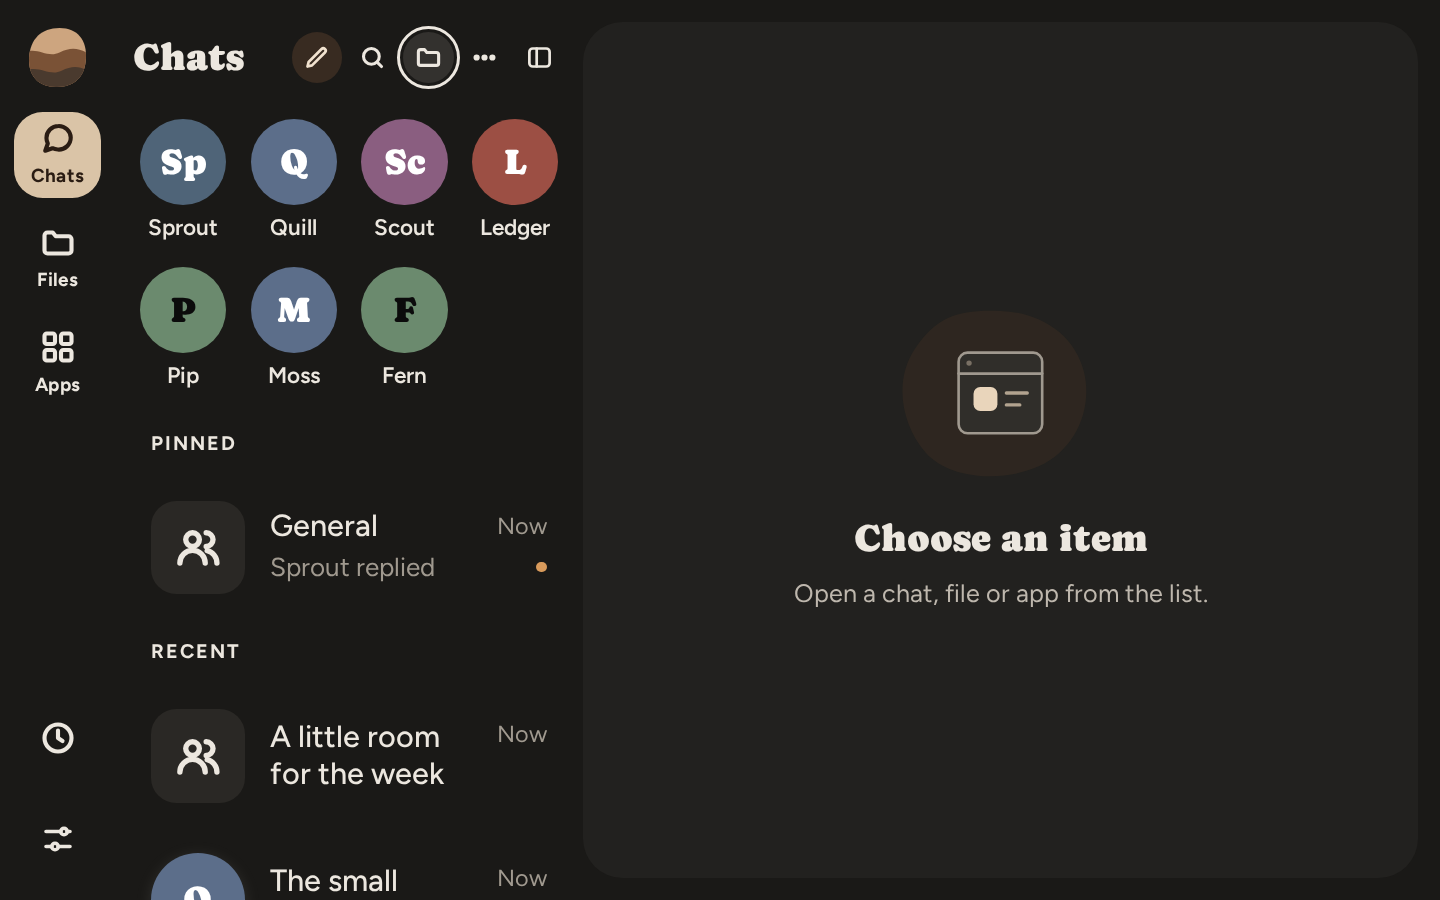 Chats
Chats
Files
Apps
Sp
Q
Sc
L
Sprout
Quill
Scout
Ledger
P
M
F
Pip
Moss
Fern
PINNED
General
Now
Sprout replied
RECENT
A little room
for the week
Now
The small
Now
Choose an item
Open a chat, file or app from the list.